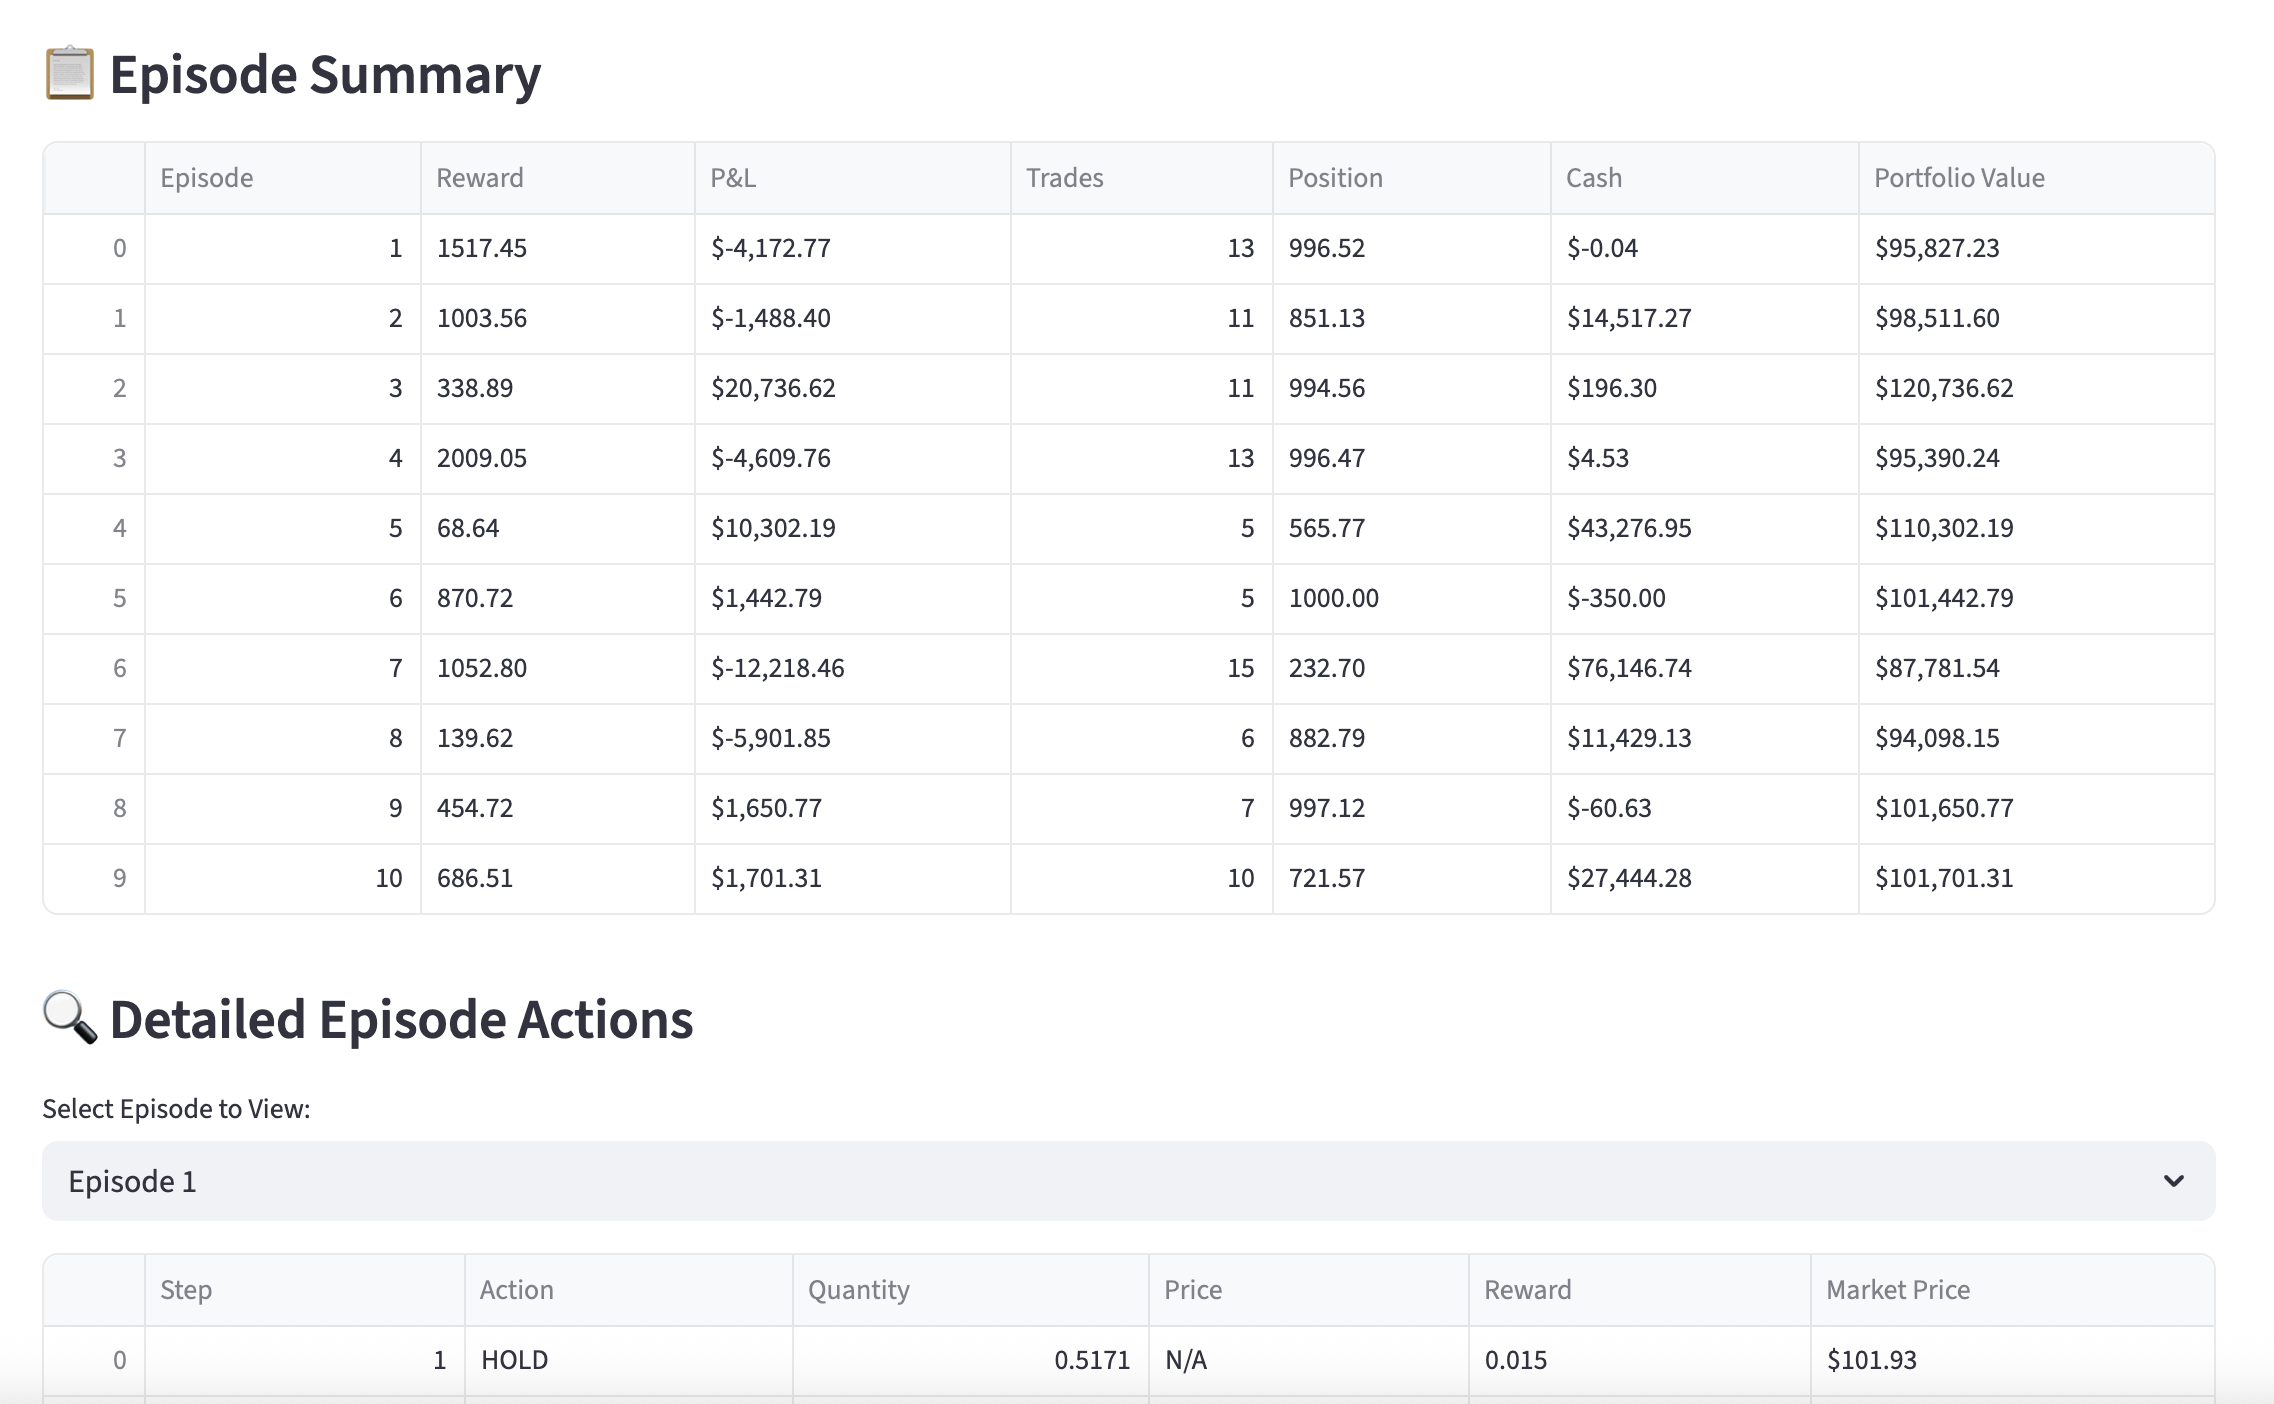 Episode Summary
Episode Reward P&L Trades Position Cash Portfolio Value
0 1 1517.45 $-4,172.77 13 996.52 $-0.04 $95,827.23
1 2 1003.56 $-1,488.40 11 851.13 $14,517.27 $98,511.60
2 3 338.89 $20,736.62 11 994.56 $196.30 $120,736.62
3 4 2009.05 $-4,609.76 13 996.47 $4.53 $95,390.24
4 5 68.64 $10,302.19 5 565.77 $43,276.95 $110,302.19
5 6 870.72 $1,442.79 5 1000.00 $-350.00 $101,442.79
6 7 1052.80 $-12,218.46 15 232.70 $76,146.74 $87,781.54
7 8 139.62 $-5,901.85 6 882.79 $11,429.13 $94,098.15
8 9 454.72 $1,650.77 7 997.12 $-60.63 $101,650.77
9 10 686.51 $1,701.31 10 721.57 $27,444.28 $101,701.31
Detailed Episode Actions
Select Episode to View:
Episode 1
Step Action Quantity Price Reward Market Price
0 1 HOLD 0.5171 N/A 0.015 $101.93